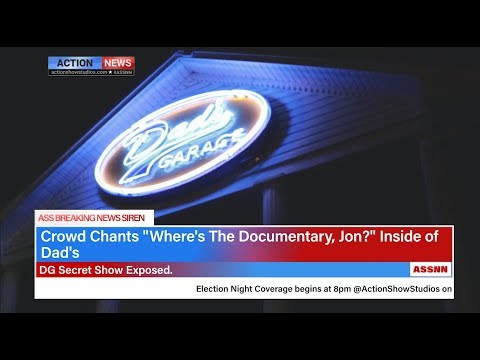 ACTION NEWS
actionshowstudios.com ★ #ASSNN
Dad's
GARAGE
ASS BREAKING NEWS SIREN
Crowd Chants "Where's The Documentary, Jon?" Inside of
Dad's
DG Secret Show Exposed.
ASSNN
Election Night Coverage begins at 8pm @ActionShowStudios on